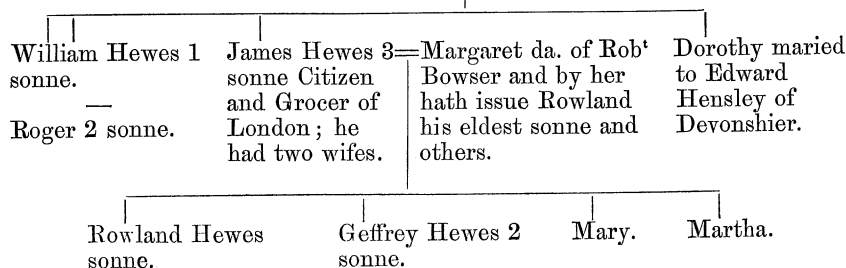 William Hewes 1
sonne.
—
Roger 2 sonne.
James Hewes 3=
sonne Citizen
and Grocer of
London; he
had two wifes.
Margaret da. of Robᵗ
Bowser and by her
hath issue Rowland
his eldest sonne and
others.
Dorothy maried
to Edward
Hensley of
Devonshier.
Rowland Hewes
sonne.
Geffrey Hewes 2
sonne.
Mary.
Martha.